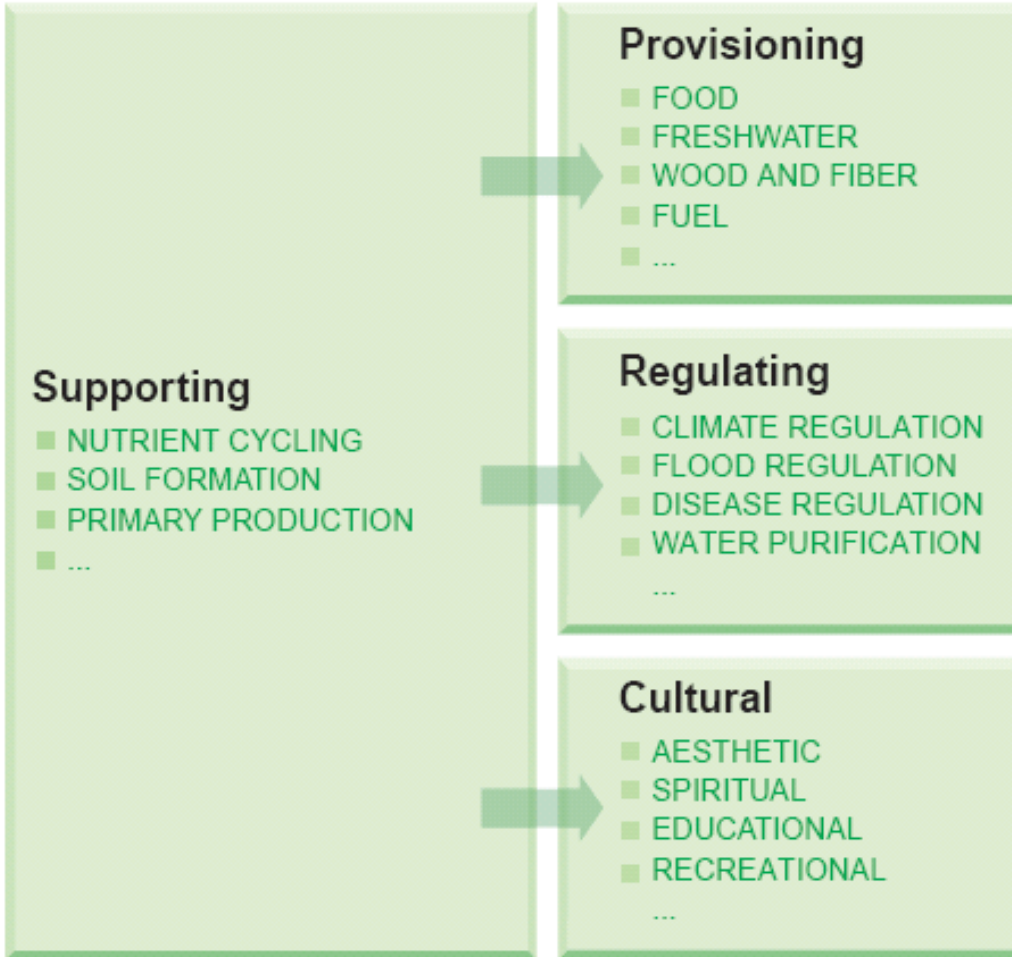 Supporting
NUTRIENT CYCLING
SOIL FORMATION
PRIMARY PRODUCTION
...
Provisioning
FOOD
FRESHWATER
WOOD AND FIBER
FUEL
...
Regulating
CLIMATE REGULATION
FLOOD REGULATION
DISEASE REGULATION
WATER PURIFICATION
...
Cultural
AESTHETIC
SPIRITUAL
EDUCATIONAL
RECREATIONAL
...